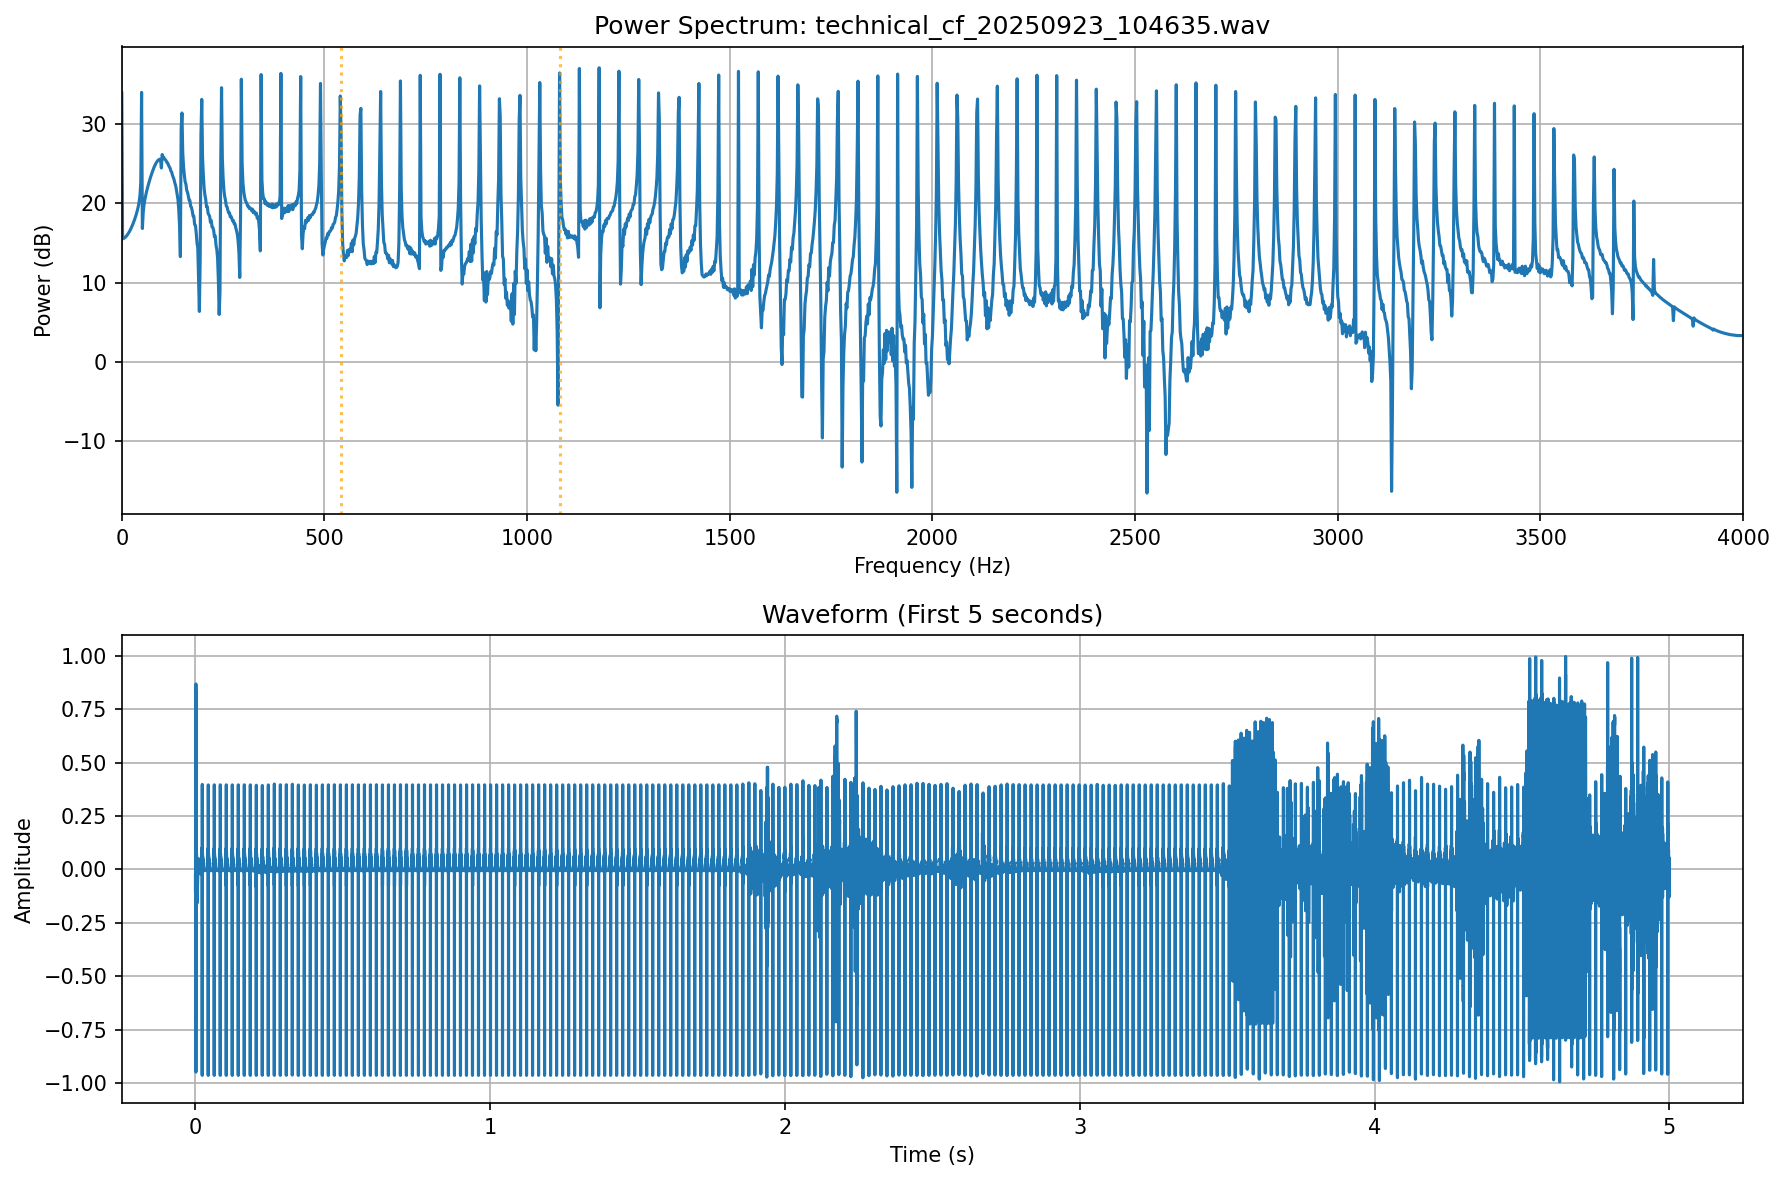 Power Spectrum: technical_cf_20250923_104635.wav
Power (dB)
30
20
10
0
−10
0 500 1000 1500 2000 2500 3000 3500 4000
Frequency (Hz)
Waveform (First 5 seconds)
Amplitude
1.00
0.75
0.50
0.25
0.00
−0.25
−0.50
−0.75
−1.00
0 1 2 3 4 5
Time (s)